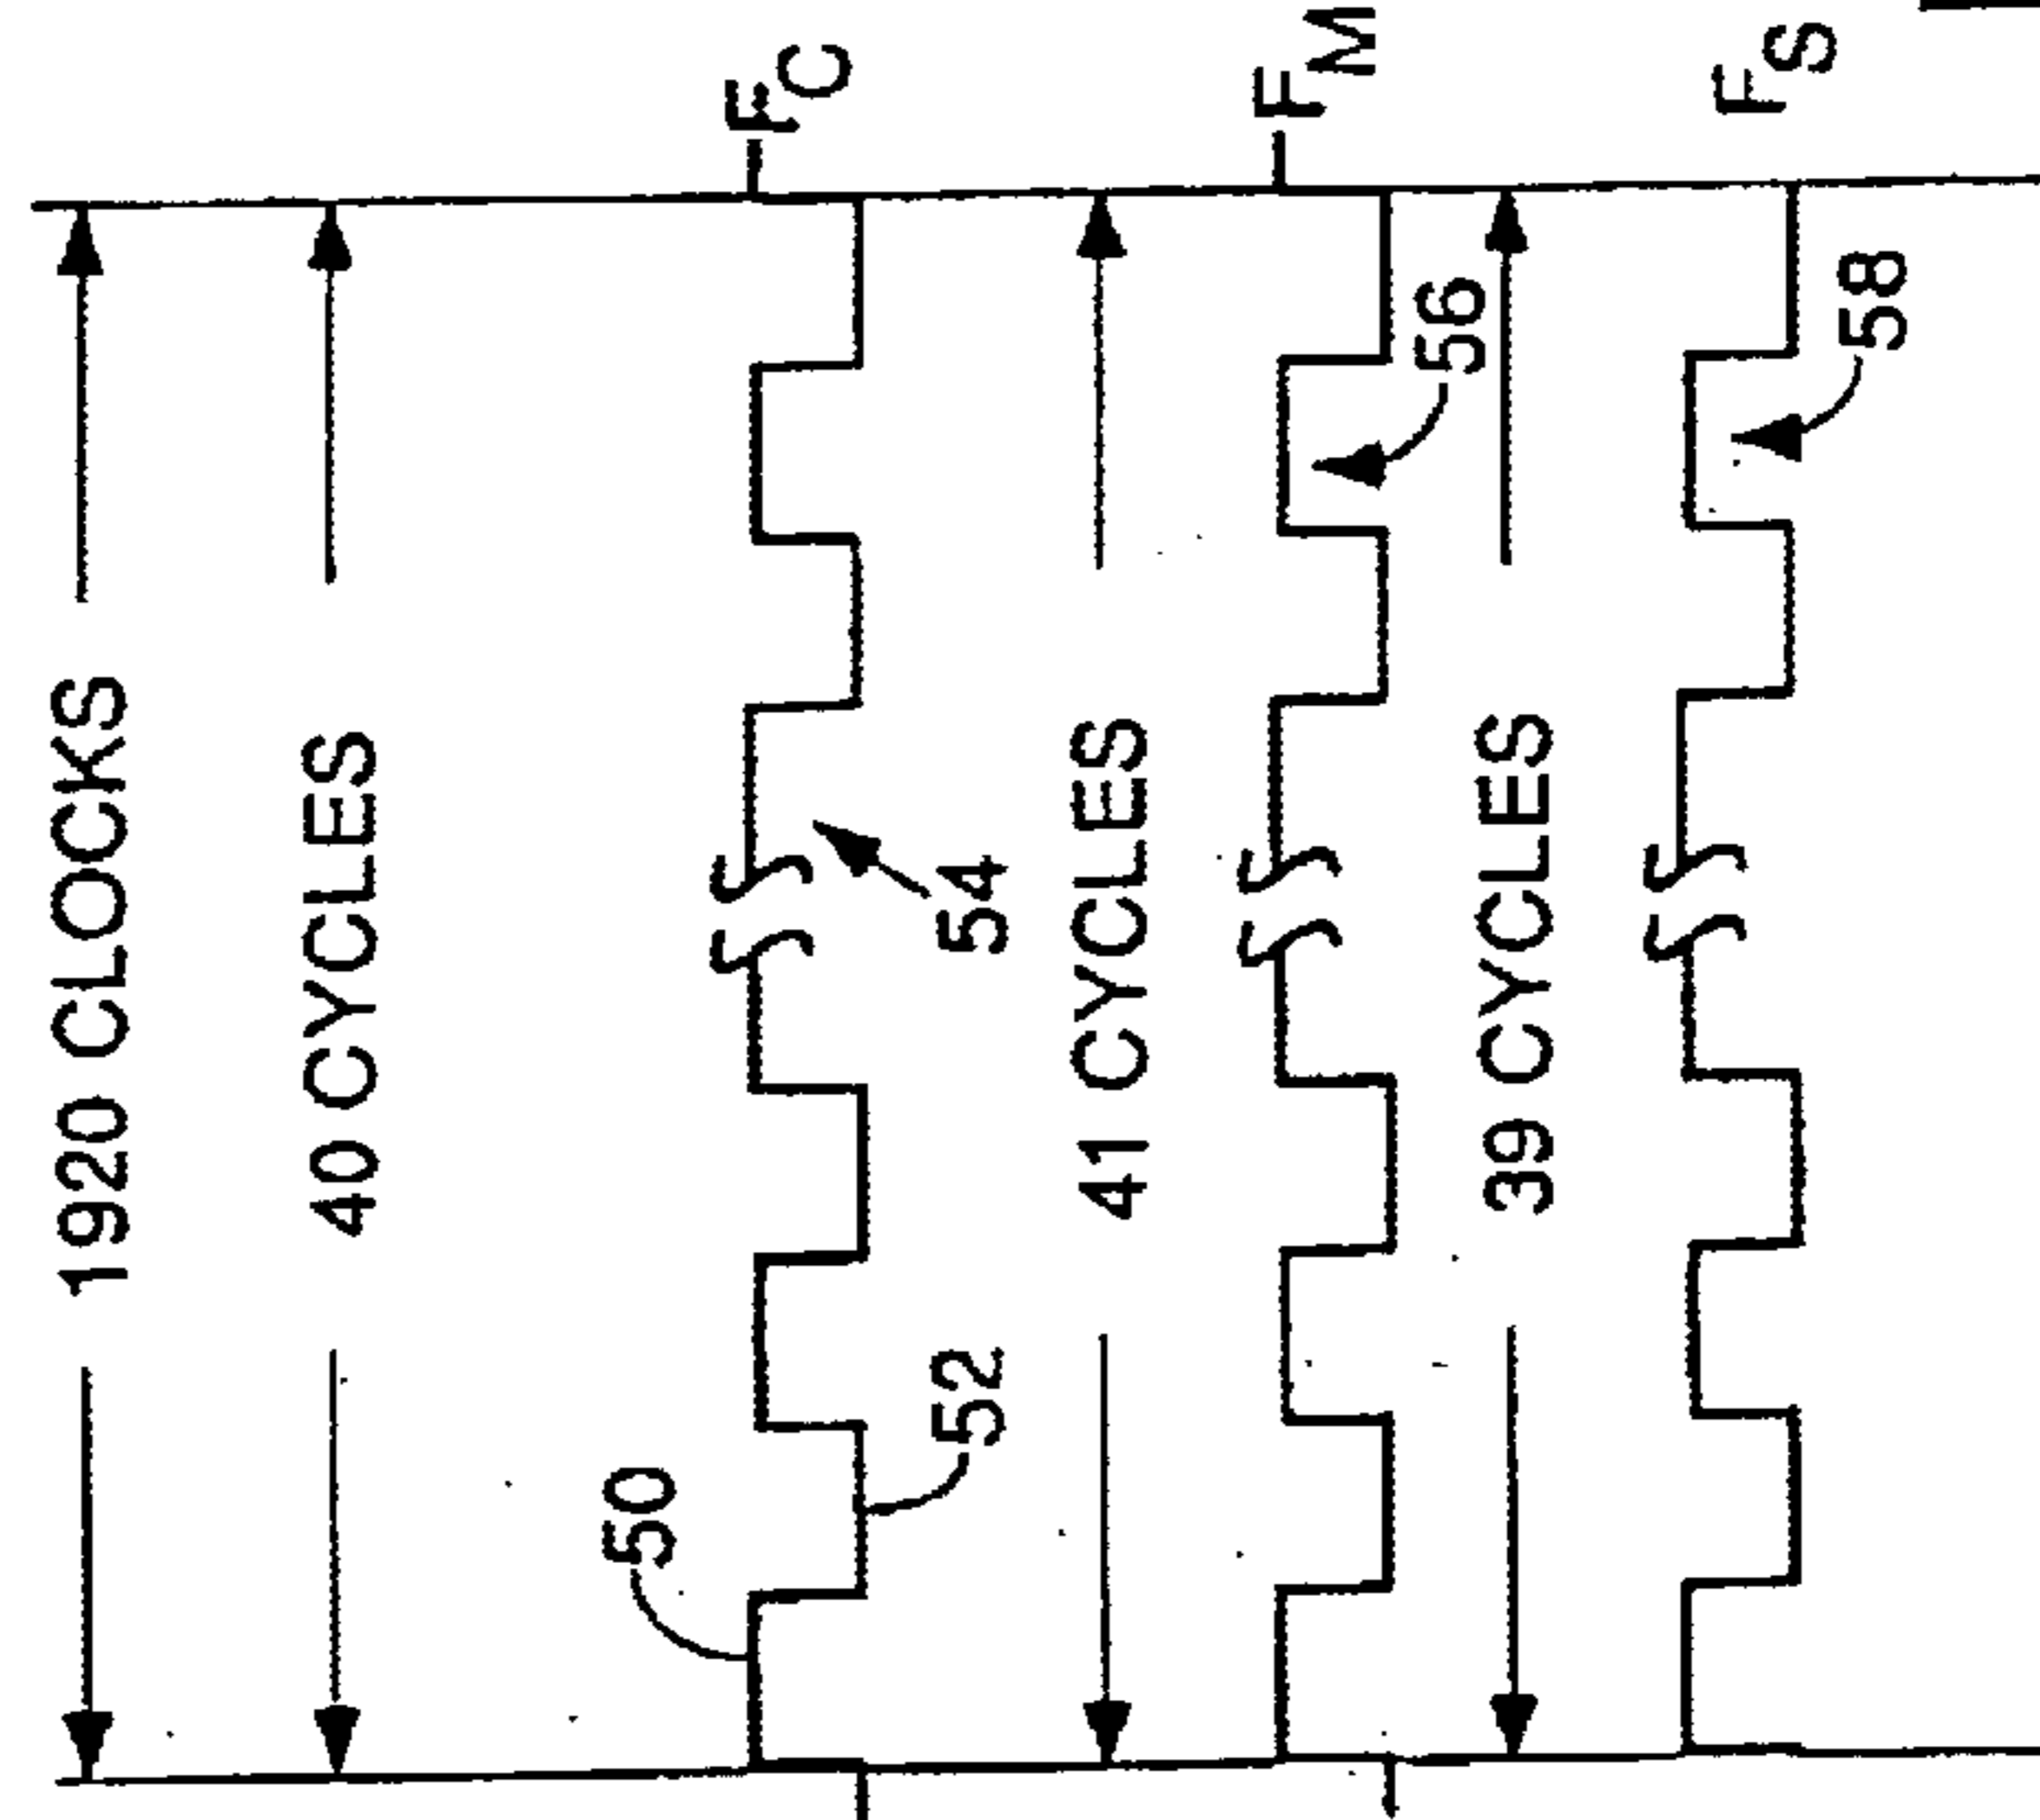 1920 CLOCKS
40 CYCLES
50
F_C
52
54
41 CYCLES
F_M
56
39 CYCLES
F_S
58